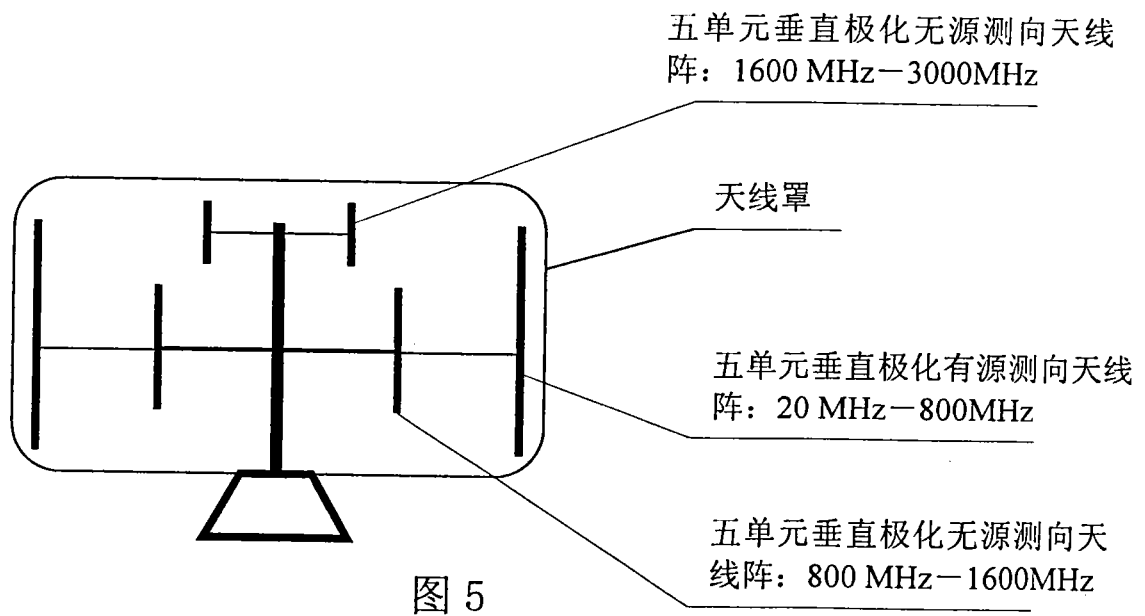 五单元垂直极化无源测向天线
阵：1600 MHz－3000MHz
天线罩
五单元垂直极化有源测向天线
阵：20 MHz－800MHz
五单元垂直极化无源测向天
线阵：800 MHz－1600MHz
图 5